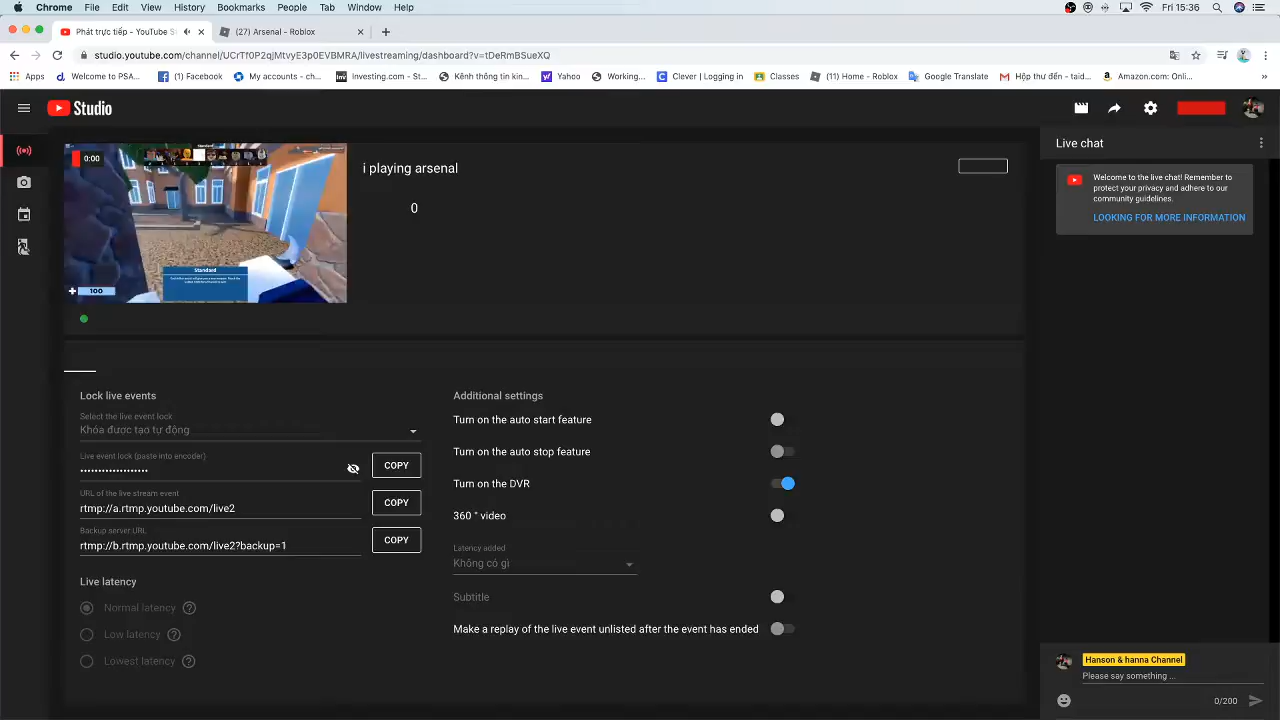 Chrome File Edit View History Bookmarks People Tab Window Help
Fri 15:36
Phát trực tiếp - YouTube S
(27) Arsenal - Roblox
studio.youtube.com/channel/UCrTf0P2qjMtvyE3p0EVBMRA/livestreaming/dashboard?v=tDeRmBSueXQ
Apps Welcome to PSA... (1) Facebook My accounts - ch... investing.com - St... Kênh thông tin kin... Yahoo Working... Clever | Logging in Classes (11) Home - Roblox Google Translate Hộp thư đến - taid... Amazon.com: Onli... »
Studio
0:00
Standard
Standard
100
i playing arsenal
0
Live chat
Welcome to the live chat! Remember to
protect your privacy and adhere to our
community guidelines.
LOOKING FOR MORE INFORMATION
Lock live events
Select the live event lock
Khóa được tạo tự động
Live event lock (paste into encoder)
•••••••••••••••••••
COPY
URL of the live stream event
rtmp://a.rtmp.youtube.com/live2
COPY
Backup server URL
rtmp://b.rtmp.youtube.com/live2?backup=1
COPY
Live latency
Normal latency
Low latency
Lowest latency
Additional settings
Turn on the auto start feature
Turn on the auto stop feature
Turn on the DVR
360 ° video
Latency added
Không có gì
Subtitle
Make a replay of the live event unlisted after the event has ended
Hanson & hanna Channel
Please say something ...
0/200